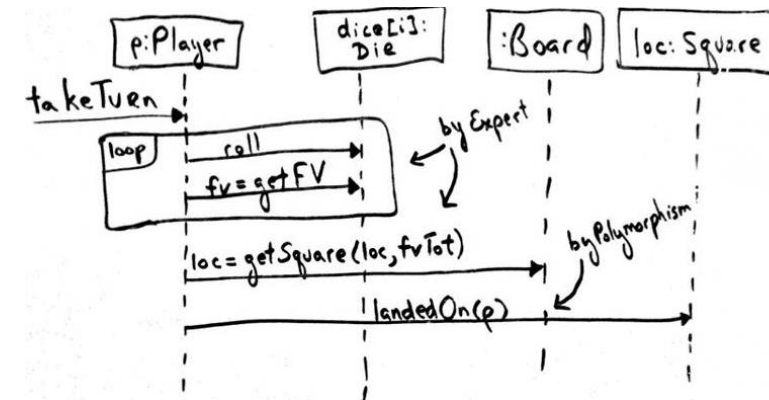 p:Player
dice[i]:
Die
:Board
loc: Square
takeTurn
loop
roll
fv=getFV
by Expert
loc=getSquare(loc,fvTot)
by Polymorphism
landedOn(p)